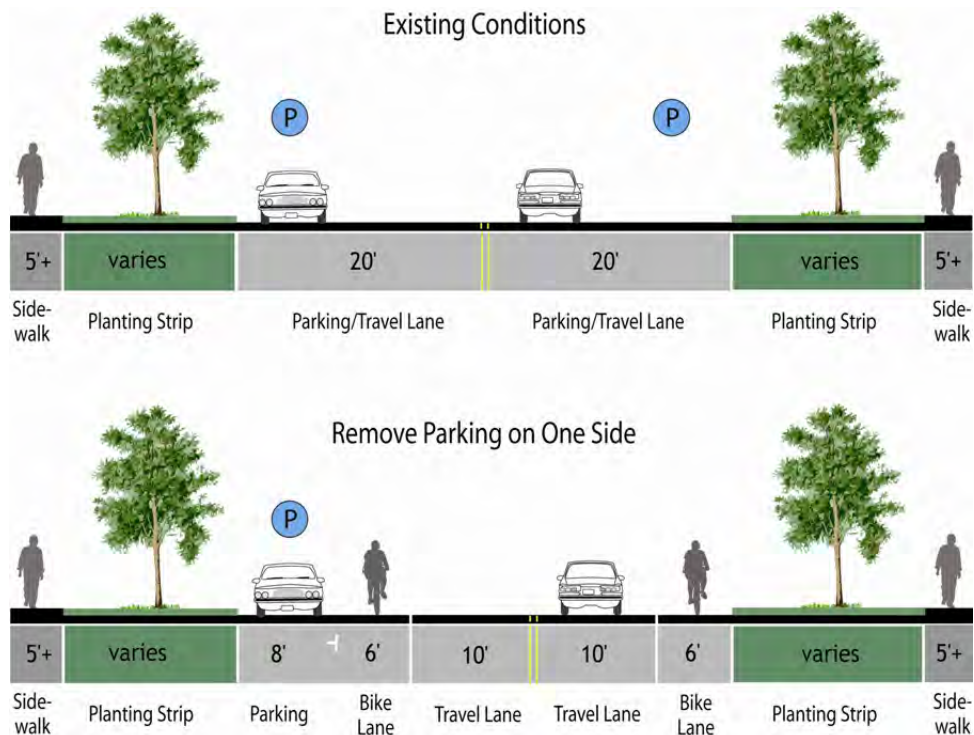 Existing Conditions
P
P
5'+
varies
20'
20'
varies
5'+
Side-
walk
Planting Strip
Parking/Travel Lane
Parking/Travel Lane
Planting Strip
Side-
walk
Remove Parking on One Side
P
5'+
varies
8'
6'
10'
10'
6'
varies
5'+
Side-
walk
Planting Strip
Parking
Bike
Lane
Travel Lane
Travel Lane
Bike
Lane
Planting Strip
Side-
walk